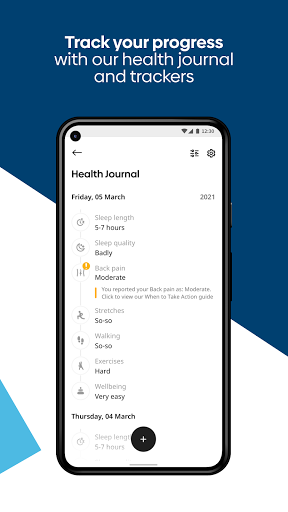 Track your progress
with our health journal
and trackers
12:30
Health Journal
Friday, 05 March 2021
Sleep length
5-7 hours
Sleep quality
Badly
Back pain
Moderate
You reported your Back pain as: Moderate.
Click to view our When to Take Action guide
Stretches
So-so
Walking
So-so
Exercises
Hard
Wellbeing
Very easy
Thursday, 04 March
Sleep length
5-7 hours
Sleep quality